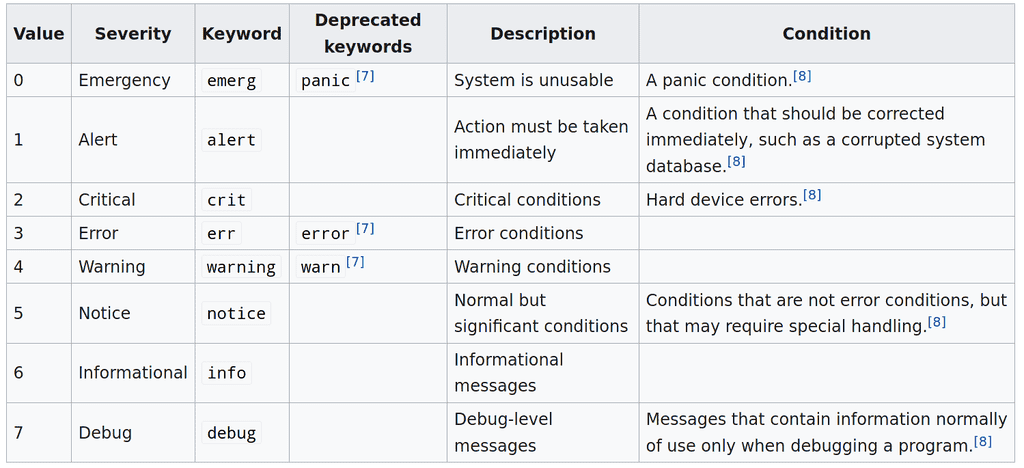 Value Severity Keyword Deprecated keywords Description Condition
0 Emergency emerg panic [7] System is unusable A panic condition.[8]
1 Alert alert Action must be taken immediately A condition that should be corrected immediately, such as a corrupted system database.[8]
2 Critical crit Critical conditions Hard device errors.[8]
3 Error err error [7] Error conditions
4 Warning warning warn [7] Warning conditions
5 Notice notice Normal but significant conditions Conditions that are not error conditions, but that may require special handling.[8]
6 Informational info Informational messages
7 Debug debug Debug-level messages Messages that contain information normally of use only when debugging a program.[8]